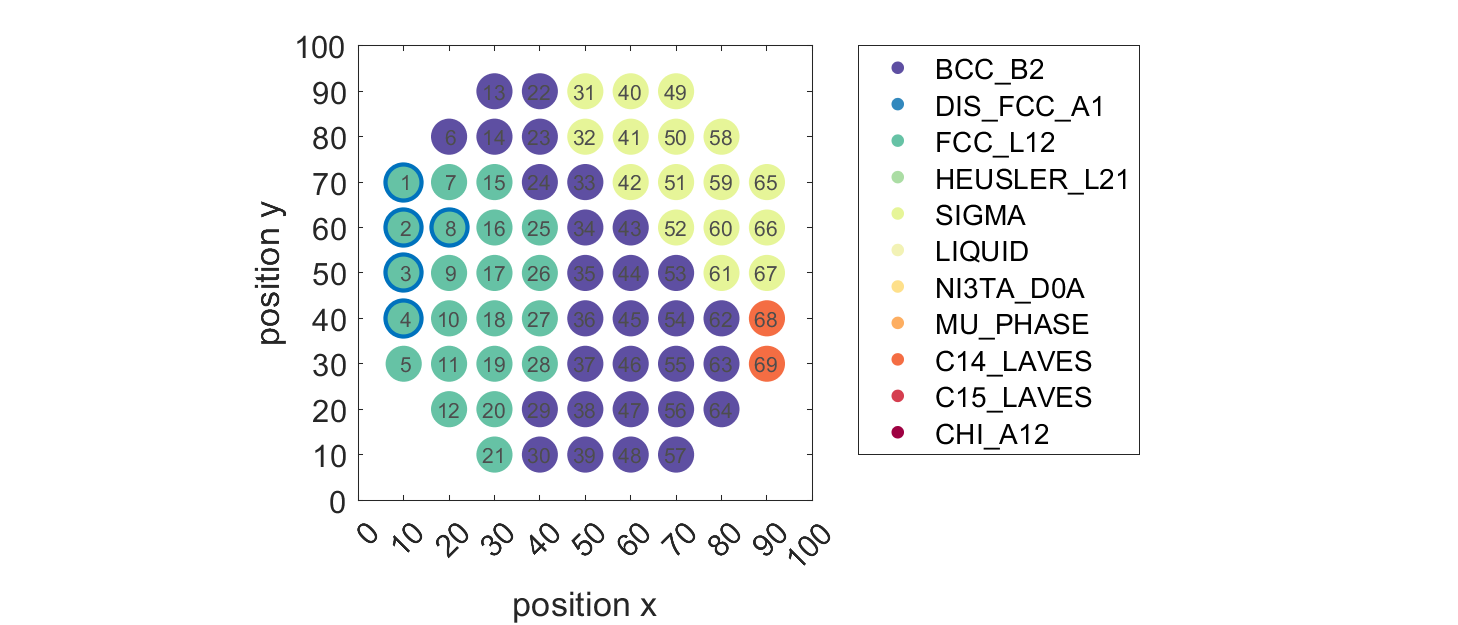 100
90
80
70
60
50
40
30
20
10
0
13 22 31 40 49
6 14 23 32 41 50 58
1 7 15 24 33 42 51 59 65
2 8 16 25 34 43 52 60 66
3 9 17 26 35 44 53 61 67
4 10 18 27 36 45 54 62 68
5 11 19 28 37 46 55 63 69
12 20 29 38 47 56 64
21 30 39 48 57
0 10 20 30 40 50 60 70 80 90 100
position x
position y
BCC_B2
DIS_FCC_A1
FCC_L12
HEUSLER_L21
SIGMA
LIQUID
NI3TA_D0A
MU_PHASE
C14_LAVES
C15_LAVES
CHI_A12